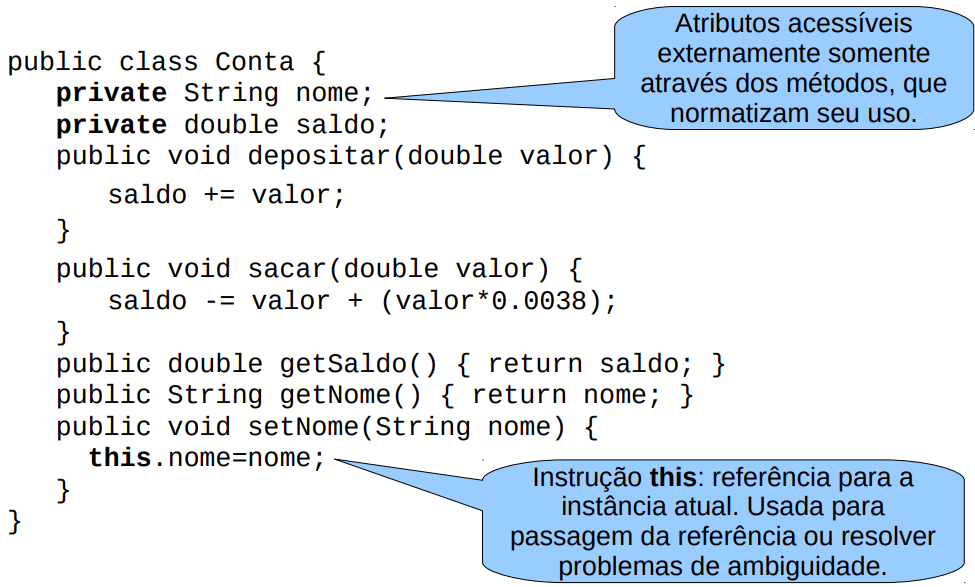 Atributos acessíveis
externamente somente
através dos métodos, que
normatizam seu uso.
public class Conta {
private String nome;
private double saldo;
public void depositar(double valor) {
saldo += valor;
}
public void sacar(double valor) {
saldo -= valor + (valor*0.0038);
}
public double getSaldo() { return saldo; }
public String getNome() { return nome; }
public void setNome(String nome) {
this.nome=nome;
}
}
Instrução this: referência para a
instância atual. Usada para
passagem da referência ou resolver
problemas de ambiguidade.